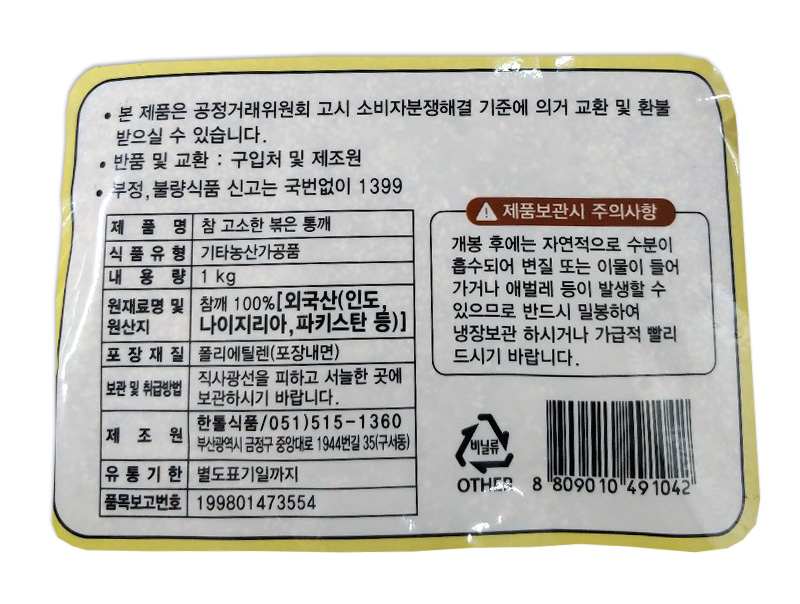 • 본 제품은 공정거래위원회 고시 소비자분쟁해결 기준에 의거 교환 및 환불
받으실 수 있습니다.
• 반품 및 교환 : 구입처 및 제조원
• 부정,불량식품 신고는 국번없이 1399
제 품 명 참 고소한 볶은 통깨
식품유형 기타농산가공품
내 용 량 1 kg
원재료명 및 참깨 100%[외국산(인도,
원산지 나이지리아,파키스탄 등)]
포장재질 폴리에틸렌(포장내면)
보관 및 취급방법 직사광선을 피하고 서늘한 곳에
보관하시기 바랍니다.
제 조 원 한톨식품/051)515-1360
부산광역시 금정구 중앙대로 1944번길 35(구서동)
유통기한 별도표기일까지
품목보고번호 199801473554
제품보관시 주의사항
개봉 후에는 자연적으로 수분이
흡수되어 변질 또는 이물이 들어
가거나 애벌레 등이 발생할 수
있으므로 반드시 밀봉하여
냉장보관 하시거나 가급적 빨리
드시기 바랍니다.
비닐류
OTHER
8 809010 491042